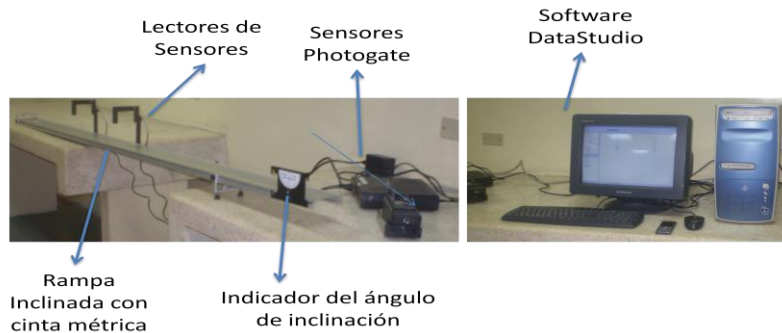 Lectores de
Sensores
Sensores
Photogate
Software
DataStudio
Rampa
Inclinada con
cinta métrica
Indicador del ángulo
de inclinación